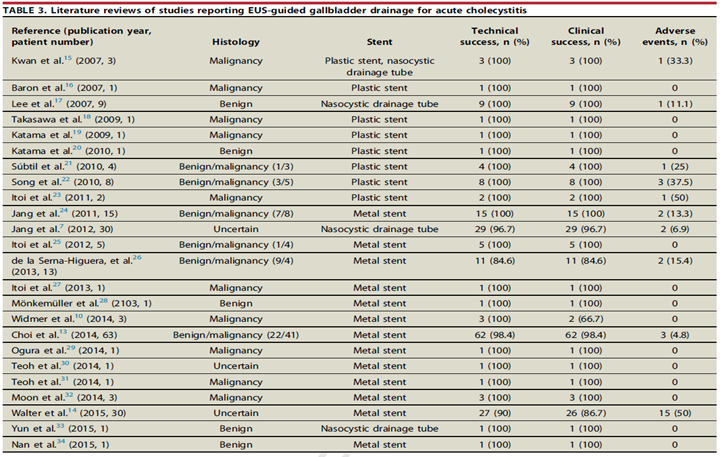 TABLE 3. Literature reviews of studies reporting EUS-guided gallbladder drainage for acute cholecystitis
Reference (publication year, patient number) Histology Stent Technical success, n (%) Clinical success, n (%) Adverse events, n (%)
Kwan et al.15 (2007, 3) Malignancy Plastic stent, nasocystic drainage tube 3 (100) 3 (100) 1 (33.3)
Baron et al.16 (2007, 1) Malignancy Plastic stent 1 (100) 1 (100) 0
Lee et al.17 (2007, 9) Benign Nasocystic drainage tube 9 (100) 9 (100) 1 (11.1)
Takasawa et al.18 (2009, 1) Malignancy Plastic stent 1 (100) 1 (100) 0
Katama et al.19 (2009, 1) Malignancy Plastic stent 1 (100) 1 (100) 0
Katama et al.20 (2010, 1) Benign Plastic stent 1 (100) 1 (100) 0
Súbtil et al.21 (2010, 4) Benign/malignancy (1/3) Plastic stent 4 (100) 4 (100) 1 (25)
Song et al.22 (2010, 8) Benign/malignancy (3/5) Plastic stent 8 (100) 8 (100) 3 (37.5)
Itoi et al.23 (2011, 2) Malignancy Plastic stent 2 (100) 2 (100) 1 (50)
Jang et al.24 (2011, 15) Benign/malignancy (7/8) Metal stent 15 (100) 15 (100) 2 (13.3)
Jang et al.7 (2012, 30) Uncertain Nasocystic drainage tube 29 (96.7) 29 (96.7) 2 (6.9)
Itoi et al.25 (2012, 5) Benign/malignancy (1/4) Metal stent 5 (100) 5 (100) 0
de la Serna-Higuera, et al.26 (2013, 13) Benign/malignancy (9/4) Metal stent 11 (84.6) 11 (84.6) 2 (15.4)
Itoi et al.27 (2013, 1) Malignancy Metal stent 1 (100) 1 (100) 0
Mönkemüller et al.28 (2103, 1) Benign Metal stent 1 (100) 1 (100) 0
Widmer et al.10 (2014, 3) Malignancy Metal stent 3 (100) 2 (66.7) 0
Choi et al.13 (2014, 63) Benign/malignancy (22/41) Metal stent 62 (98.4) 62 (98.4) 3 (4.8)
Ogura et al.29 (2014, 1) Malignancy Metal stent 1 (100) 1 (100) 0
Teoh et al.30 (2014, 1) Uncertain Metal stent 1 (100) 1 (100) 0
Teoh et al.31 (2014, 1) Malignancy Metal stent 1 (100) 1 (100) 0
Moon et al.32 (2014, 3) Malignancy Metal stent 3 (100) 3 (100) 0
Walter et al.14 (2015, 30) Uncertain Metal stent 27 (90) 26 (86.7) 15 (50)
Yun et al.33 (2015, 1) Benign Nasocystic drainage tube 1 (100) 1 (100) 0
Nan et al.34 (2015, 1) Benign Metal stent 1 (100) 1 (100) 0